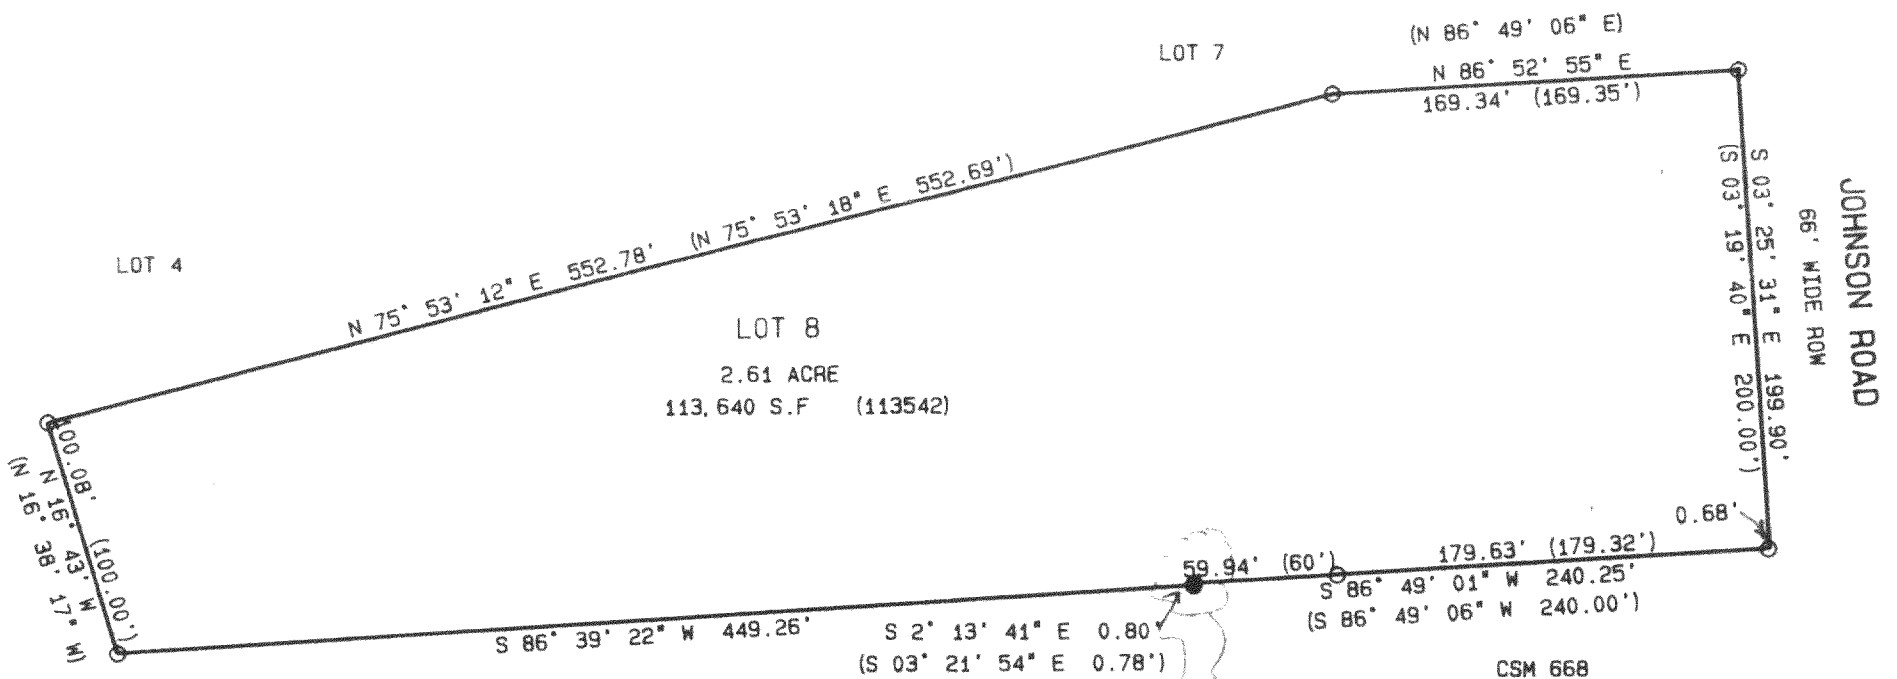 (N 86° 49' 06" E)
LOT 7
N 86° 52' 55" E
169.34' (169.35')
S 03° 25' 31" E 199.90'
(S 03° 19' 40" E 200.00')
JOHNSON ROAD
66' WIDE ROW
N 75° 53' 12" E 552.78' (N 75° 53' 18" E 552.69')
LOT 4
LOT 8
2.61 ACRE
113,640 S.F (113542)
100.08' (100.00')
N 16° 43' W
(N 16° 38' 17" W)
0.68'
59.94' (60')
179.63' (179.32')
S 86° 49' 01" W 240.25'
(S 86° 49' 06" W 240.00')
S 86° 39' 22" W 449.26'
S 2° 13' 41" E 0.80'
(S 03° 21' 54" E 0.78')
CSM 668